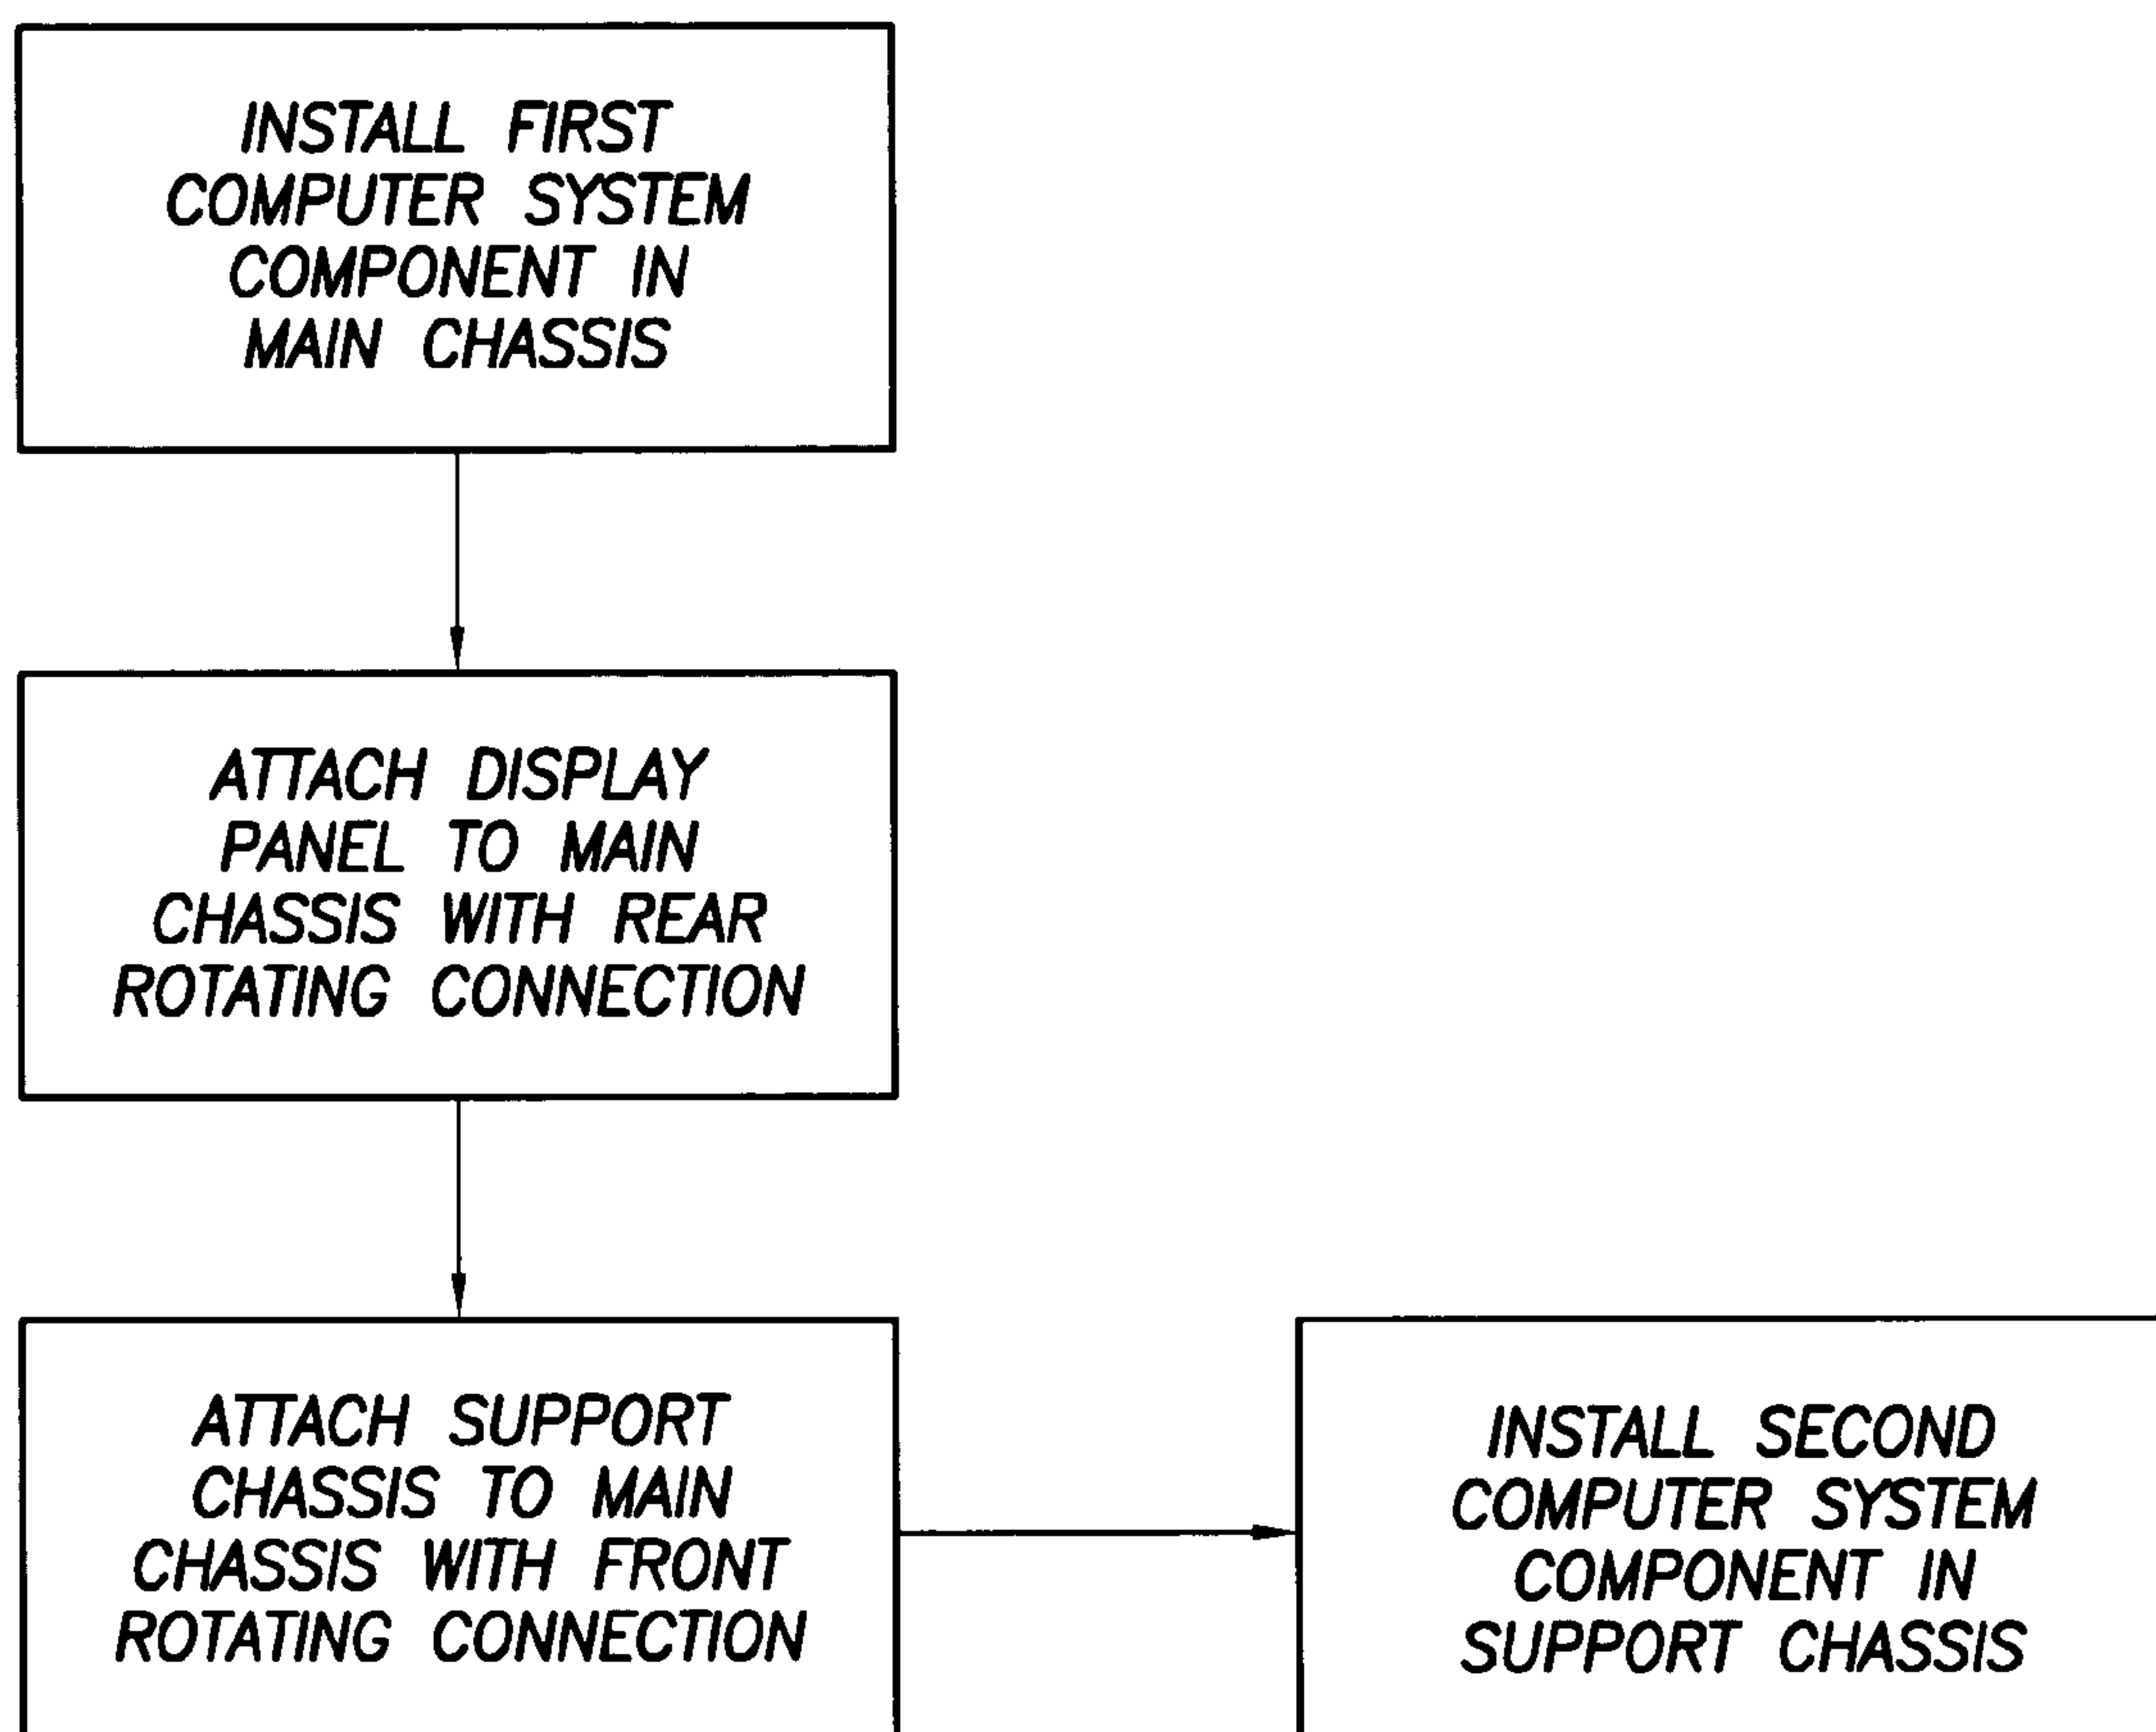 INSTALL FIRST
COMPUTER SYSTEM
COMPONENT IN
MAIN CHASSIS
ATTACH DISPLAY
PANEL TO MAIN
CHASSIS WITH REAR
ROTATING CONNECTION
ATTACH SUPPORT
CHASSIS TO MAIN
CHASSIS WITH FRONT
ROTATING CONNECTION
INSTALL SECOND
COMPUTER SYSTEM
COMPONENT IN
SUPPORT CHASSIS